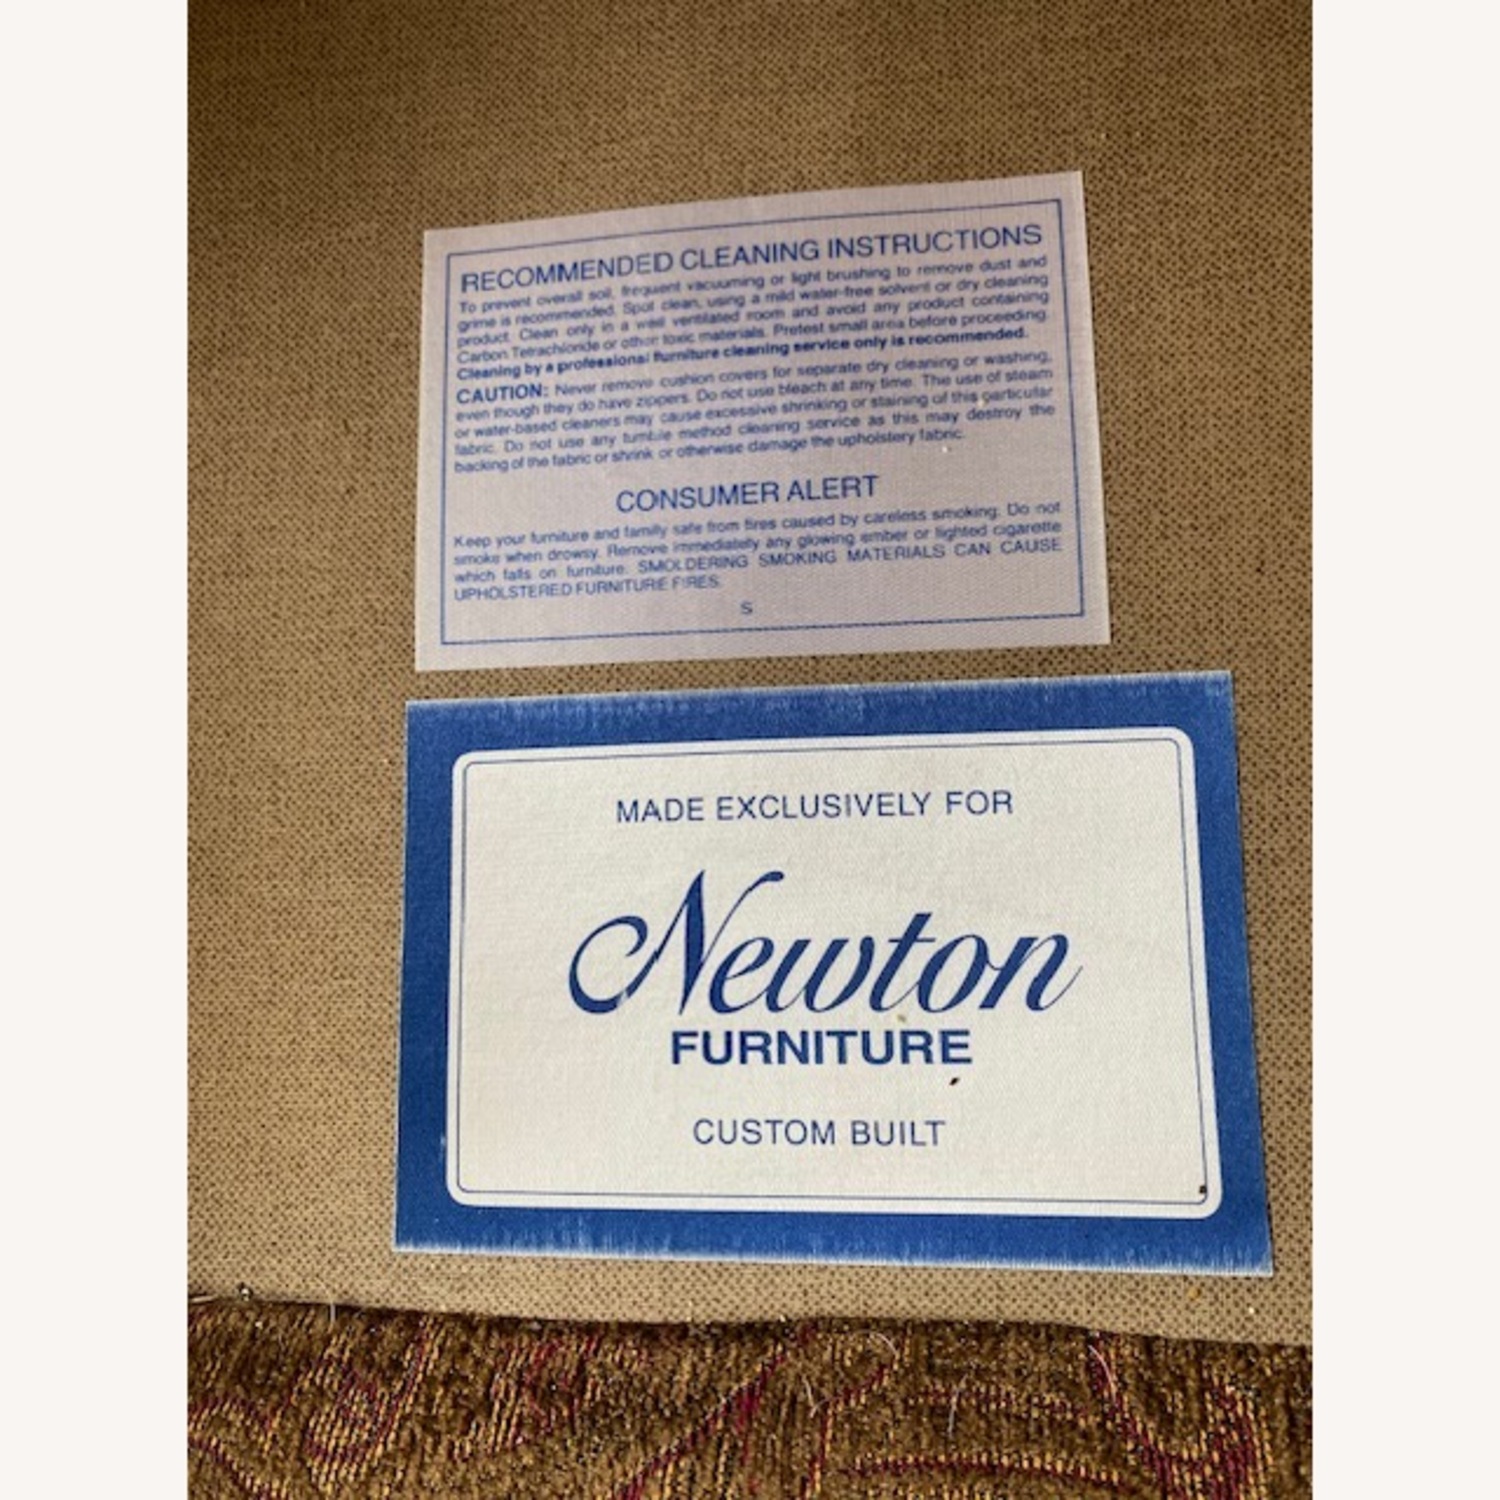 RECOMMENDED CLEANING INSTRUCTIONS
To prevent overall soil, frequent vacuuming or light brushing to remove dust and
grime is recommended. Spot clean, using a mild water-free solvent or dry cleaning
product. Clean only in a well ventilated room and avoid any product containing
Carbon Tetrachloride or other toxic materials. Pretest small area before proceeding.
Cleaning by a professional furniture cleaning service only is recommended.
CAUTION: Never remove cushion covers for separate dry cleaning or washing,
even though they do have zippers. Do not use bleach at any time. The use of steam
or water-based cleaners may cause excessive shrinking or staining of this particular
fabric. Do not use any tumble method cleaning service as this may destroy the
backing of the fabric or shrink or otherwise damage the upholstery fabric.
CONSUMER ALERT
Keep your furniture and family safe from fires caused by careless smoking. Do not
smoke when drowsy. Remove immediately any glowing ember or lighted cigarette
which falls on furniture. SMOLDERING SMOKING MATERIALS CAN CAUSE
UPHOLSTERED FURNITURE FIRES.
S
MADE EXCLUSIVELY FOR
Newton
FURNITURE
CUSTOM BUILT